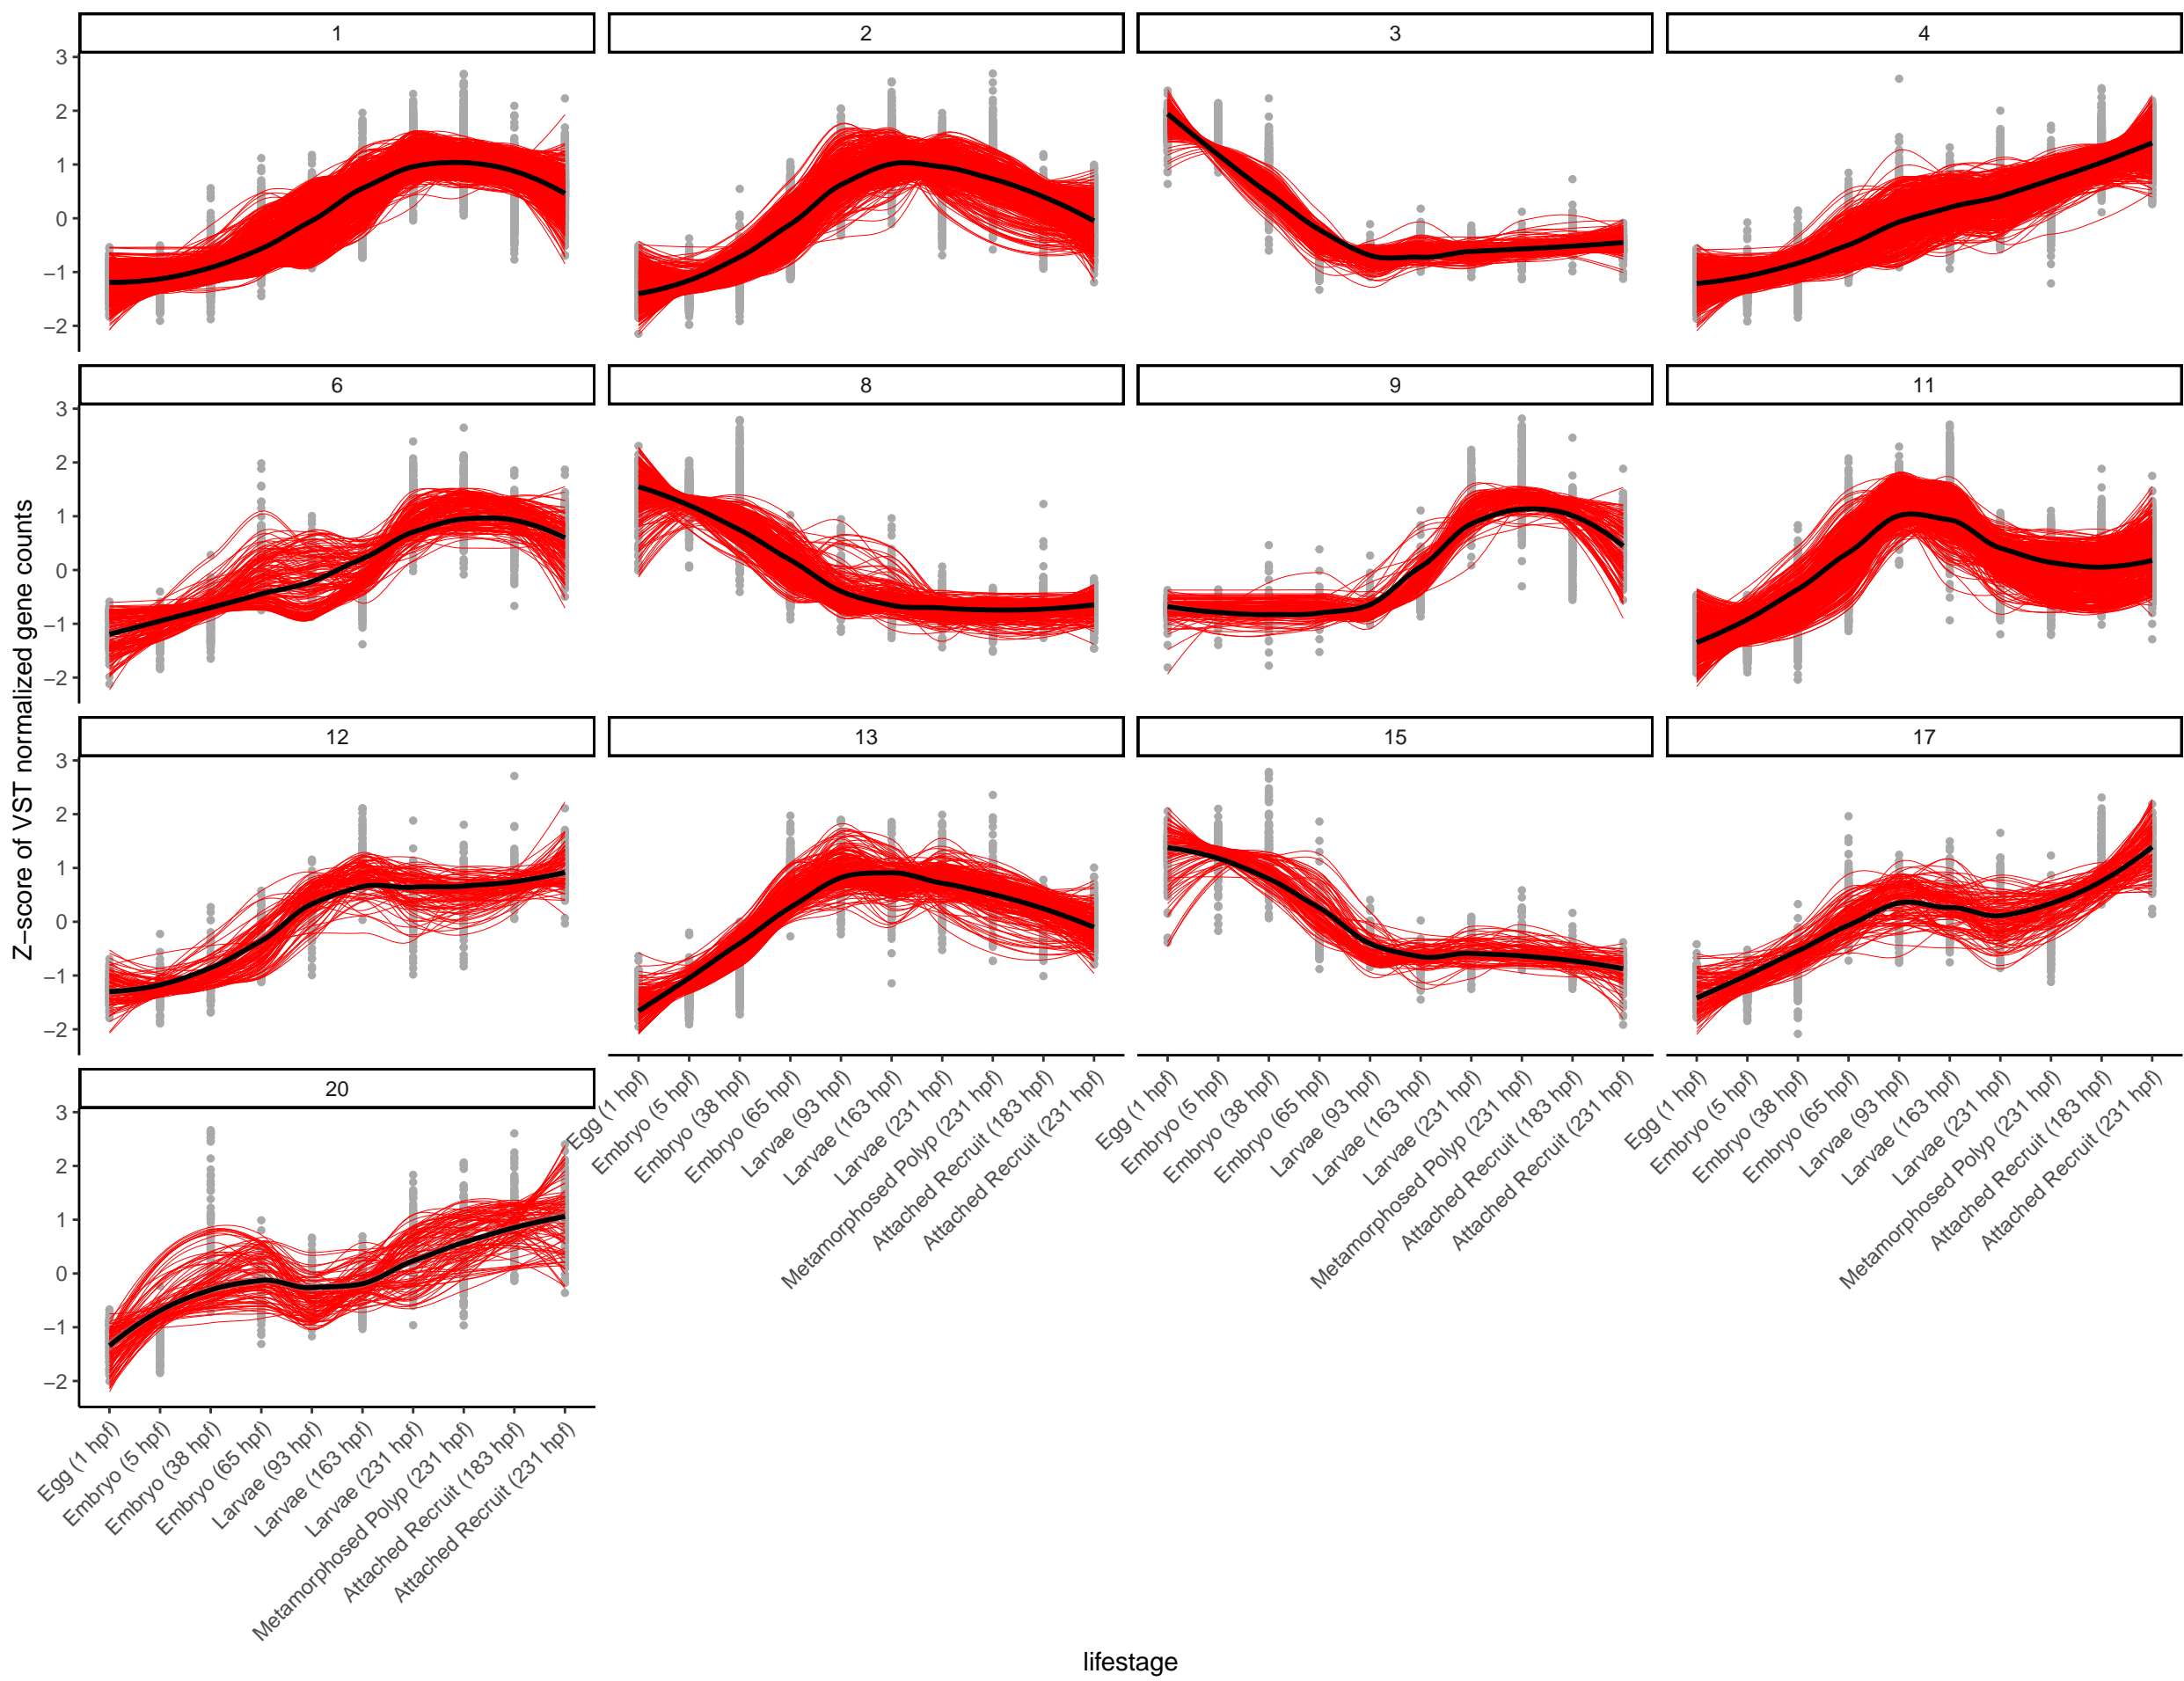 1
2
3
4
3
2
1
0
−1
−2
6
8
9
11
3
2
1
0
−1
−2
12
13
15
17
3
2
1
0
−1
−2
20
3
2
1
0
−1
−2
Z−score of VST normalized gene counts
Egg (1 hpf)
Embryo (5 hpf)
Embryo (38 hpf)
Embryo (65 hpf)
Larvae (93 hpf)
Larvae (163 hpf)
Larvae (231 hpf)
Metamorphosed Polyp (231 hpf)
Attached Recruit (183 hpf)
Attached Recruit (231 hpf)
Egg (1 hpf)
Embryo (5 hpf)
Embryo (38 hpf)
Embryo (65 hpf)
Larvae (93 hpf)
Larvae (163 hpf)
Larvae (231 hpf)
Metamorphosed Polyp (231 hpf)
Attached Recruit (183 hpf)
Attached Recruit (231 hpf)
Egg (1 hpf)
Embryo (5 hpf)
Embryo (38 hpf)
Embryo (65 hpf)
Larvae (93 hpf)
Larvae (163 hpf)
Larvae (231 hpf)
Metamorphosed Polyp (231 hpf)
Attached Recruit (183 hpf)
Attached Recruit (231 hpf)
Egg (1 hpf)
Embryo (5 hpf)
Embryo (38 hpf)
Embryo (65 hpf)
Larvae (93 hpf)
Larvae (163 hpf)
Larvae (231 hpf)
Metamorphosed Polyp (231 hpf)
Attached Recruit (183 hpf)
Attached Recruit (231 hpf)
lifestage